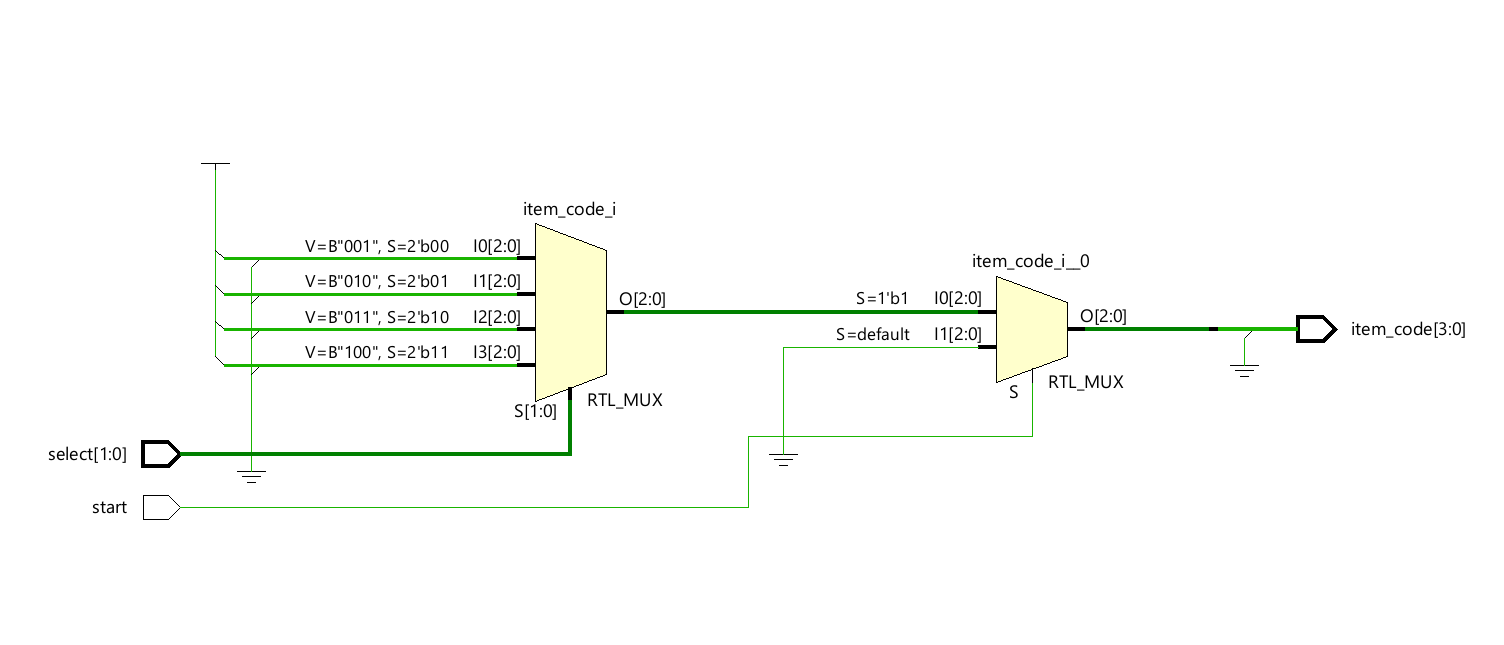 item_code_i
V=B"001", S=2'b00 I0[2:0]
V=B"010", S=2'b01 I1[2:0]
V=B"011", S=2'b10 I2[2:0]
V=B"100", S=2'b11 I3[2:0]
O[2:0]
S[1:0]
RTL_MUX
item_code_i__0
S=1'b1 I0[2:0]
S=default I1[2:0]
O[2:0]
S
RTL_MUX
item_code[3:0]
select[1:0]
start